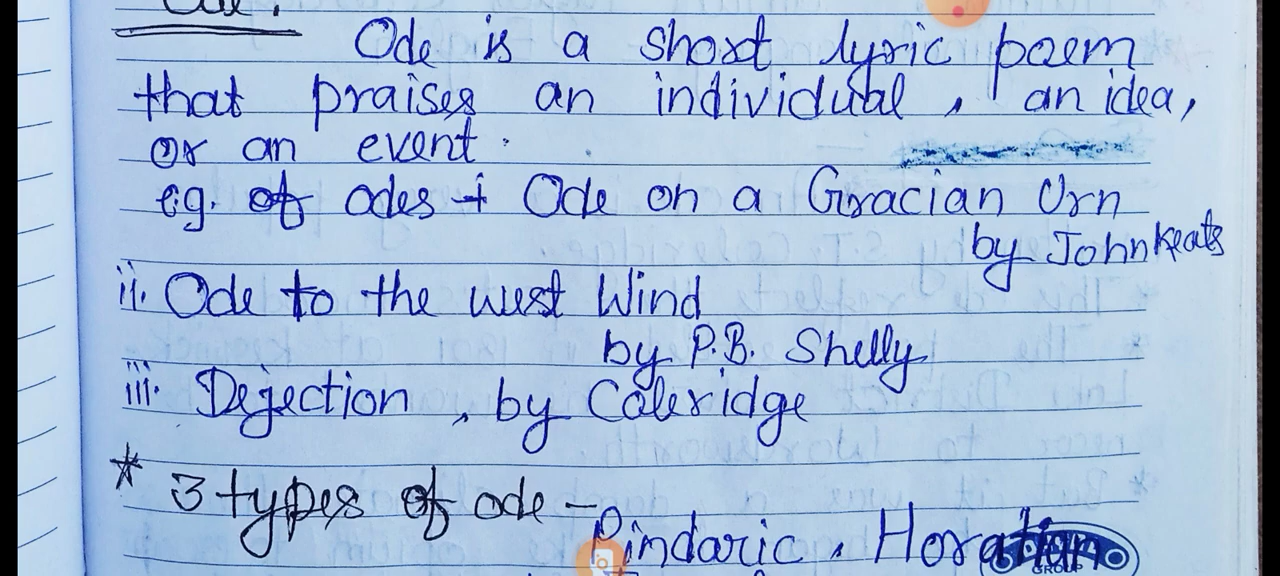 Ode is a short lyric poem
that praises an individual, an idea,
or an event.
e.g. of odes - i Ode on a Gracian Urn
by John Keats
ii. Ode to the west Wind
by P.B. Shelly
iii. Dejection, by Coleridge
* 3 types of ode -
Pindaric, Horatian
GROUP